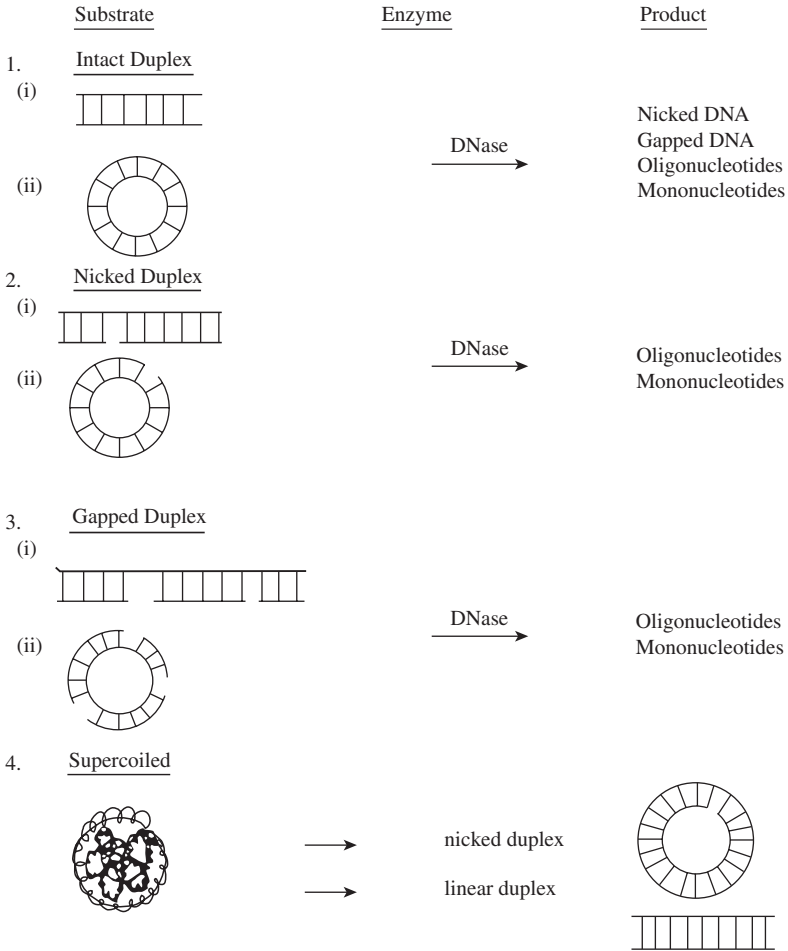 Substrate Enzyme Product
1. Intact Duplex
(i)
Nicked DNA
DNase Gapped DNA
Oligonucleotides
(ii) Mononucleotides
2. Nicked Duplex
(i)
DNase Oligonucleotides
(ii) Mononucleotides
3. Gapped Duplex
(i)
DNase Oligonucleotides
(ii) Mononucleotides
4. Supercoiled
nicked duplex
linear duplex